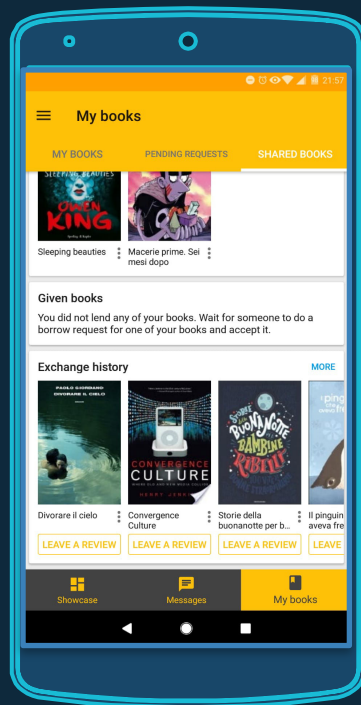 21:57
My books
MY BOOKS
PENDING REQUESTS
SHARED BOOKS
SLEEPING BEAUTIES
OWEN
KING
Sleeping beauties
Macerie prime. Sei
mesi dopo
Given books
You did not lend any of your books. Wait for someone to do a
borrow request for one of your books and accept it.
Exchange history
MORE
PAOLO GIORDANO
DIVORARE IL CIELO
CONVERGENCE
CULTURE
STORIE
DELLA
BUONANOTTE
PER
BAMBINE
RIBELLI
Divorare il cielo
Convergence
Culture
Storie della
buonanotte per b...
Il pinguin
aveva fre
LEAVE A REVIEW
LEAVE A REVIEW
LEAVE A REVIEW
LEAVE
Showcase
Messages
My books